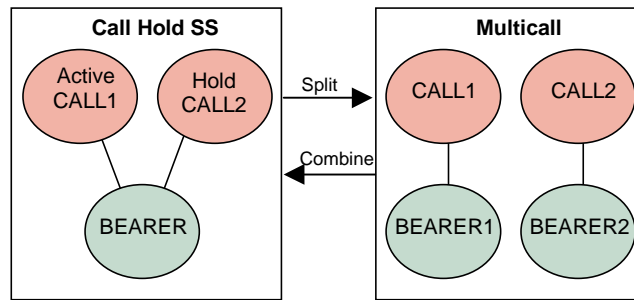 Call Hold SS
Active
CALL1
Hold
CALL2
BEARER
Split
Combine
Multicall
CALL1
CALL2
BEARER1
BEARER2